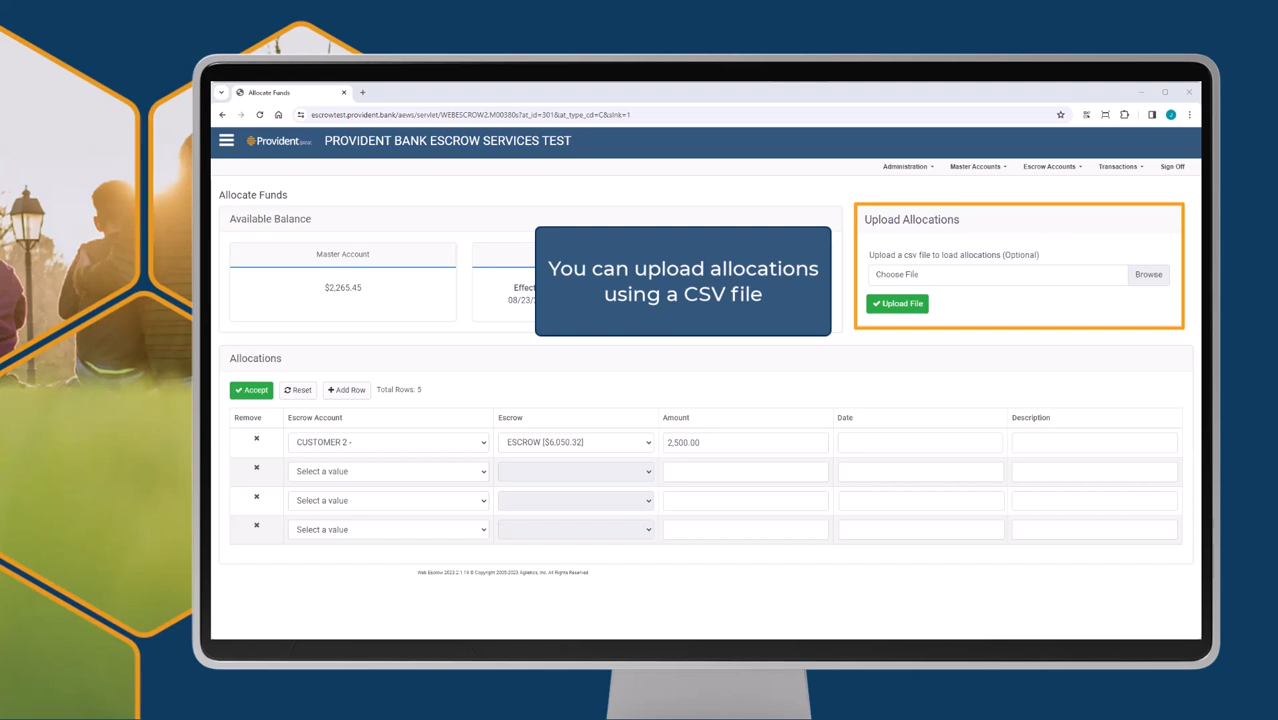 Allocate Funds
escrowtest.provident.bank/aews/servlet/WEBESCROW2.M00380s?at_id=301&at_type_cd=C&slnk=1
Provident BANK PROVIDENT BANK ESCROW SERVICES TEST
Administration Master Accounts Escrow Accounts Transactions Sign Off
Allocate Funds
Available Balance
Master Account
$2,265.45
Effect
08/23/2
You can upload allocations
using a CSV file
Upload Allocations
Upload a csv file to load allocations (Optional)
Choose File Browse
Upload File
Allocations
Accept Reset Add Row Total Rows: 5
Remove Escrow Account Escrow Amount Date Description
CUSTOMER 2 - ESCROW [$6,050.32] 2,500.00
Select a value
Select a value
Select a value